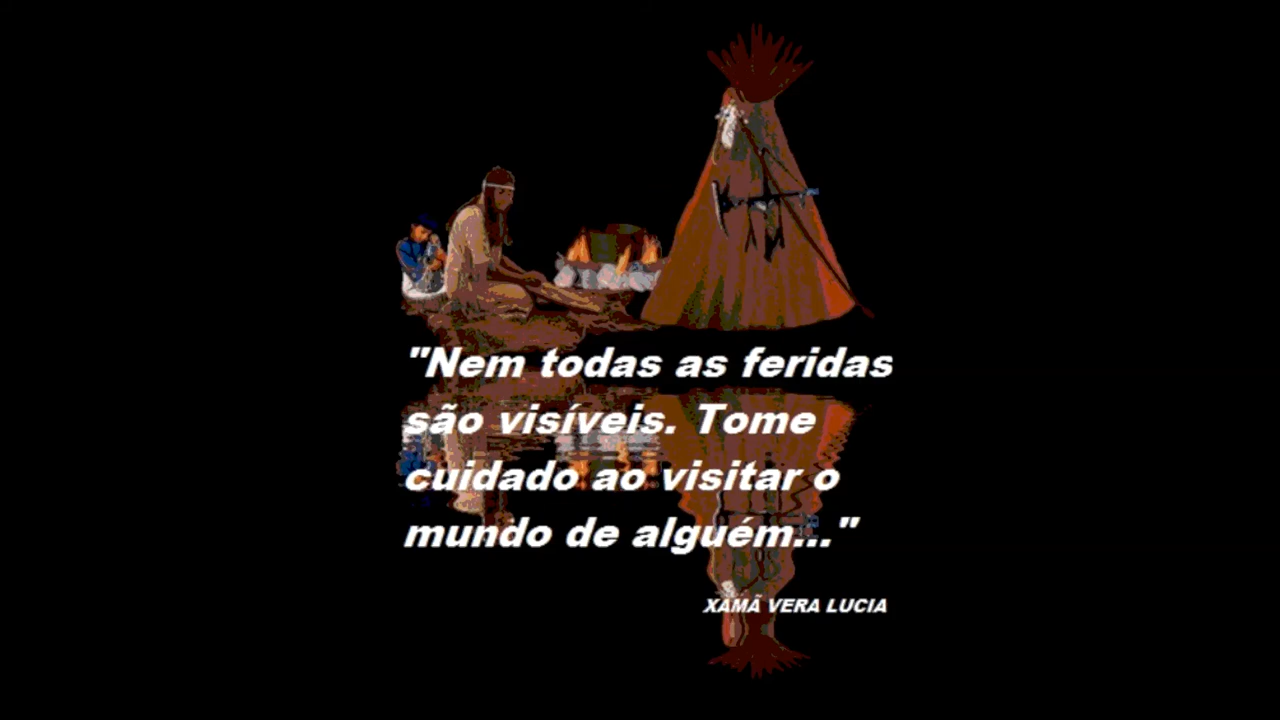 "Nem todas as feridas
são visíveis. Tome
cuidado ao visitar o
mundo de alguém..."
XAMÃ VERA LUCIA